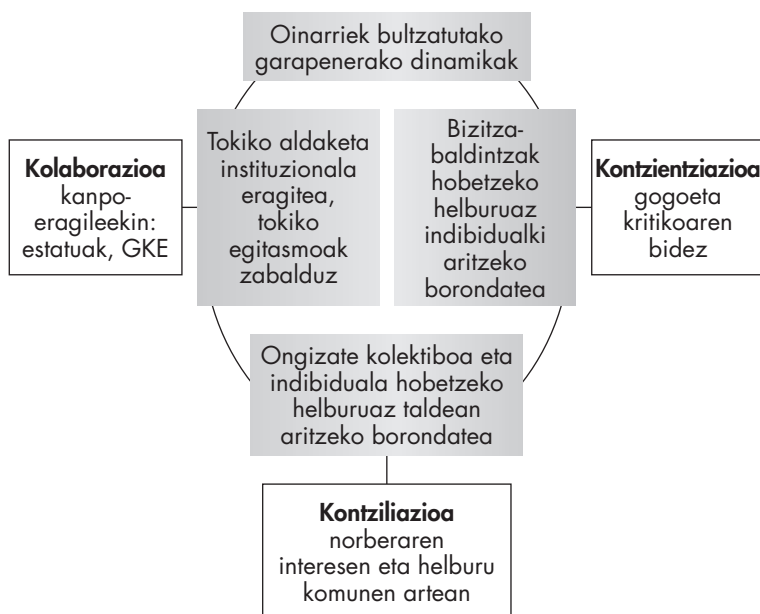 Oinarriek bultzatutako
garapenerako dinamikak
Kolaborazioa
kanpo-
eragileekin:
estatuak, GKE
Tokiko aldaketa
instituzionala
eragitea,
tokiko
egitasmoak
zabalduz
Bizitza-
baldintzak
hobetzeko
helburuaz
indibidualki
aritzeko
borondatea
Kontzientziazioa
gogoeta
kritikoaren
bidez
Ongizate kolektiboa eta
indibiduala hobetzeko
helburuaz taldean
aritzeko borondatea
Kontziliazioa
norberaren
interesen eta helburu
komunen artean